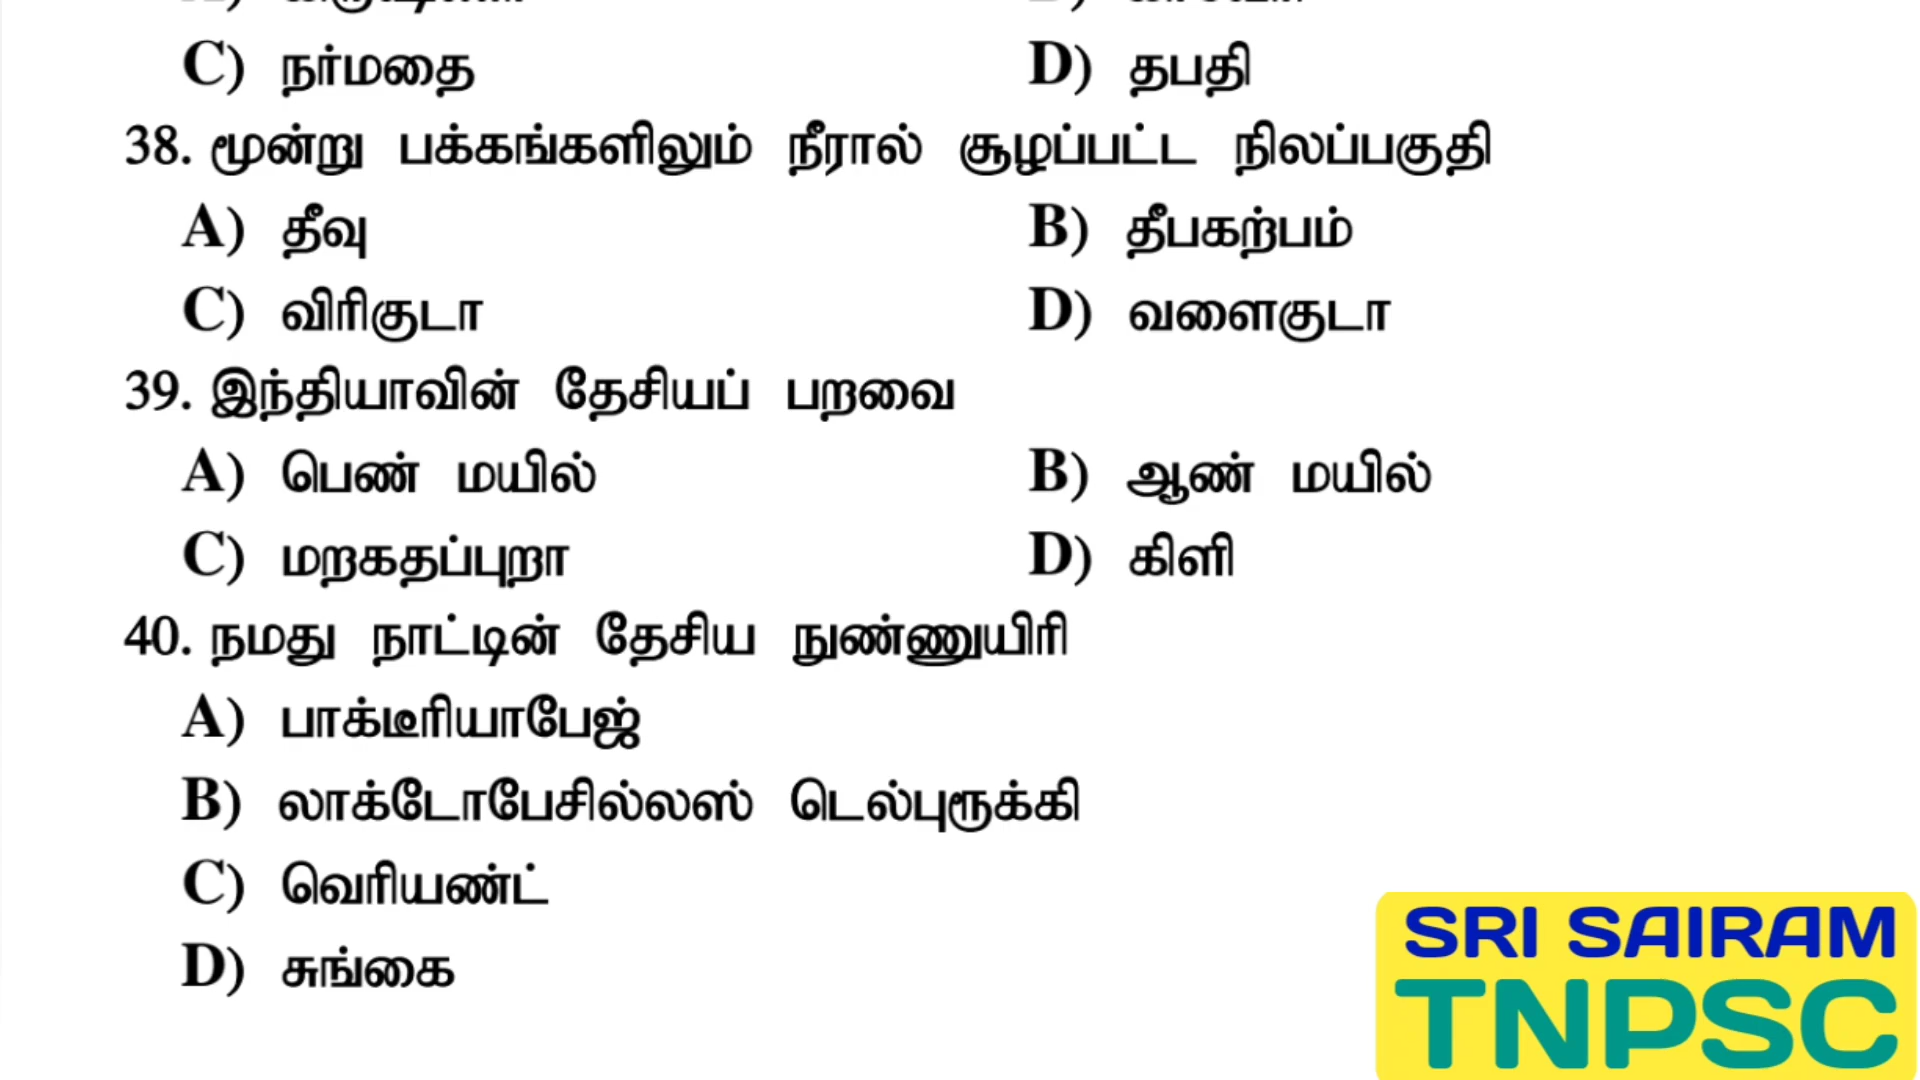 C) நர்மதை D) தபதி
38. மூன்று பக்கங்களிலும் நீரால் சூழப்பட்ட நிலப்பகுதி
A) தீவு B) தீபகற்பம்
C) விரிகுடா D) வளைகுடா
39. இந்தியாவின் தேசியப் பறவை
A) பெண் மயில் B) ஆண் மயில்
C) மறகதப்புறா D) கிளி
40. நமது நாட்டின் தேசிய நுண்ணுயிரி
A) பாக்டீரியாபேஜ்
B) லாக்டோபேசில்லஸ் டெல்புரூக்கி
C) வெரியண்ட்
D) சுங்கை
SRI SAIRAM
TNPSC